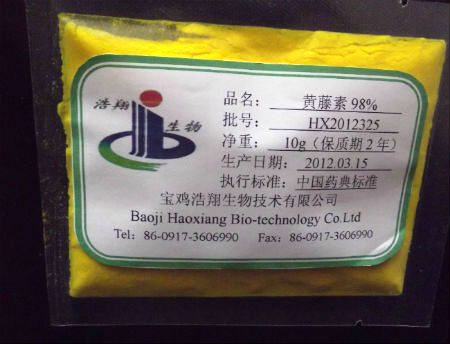 浩翔
生物
品名： 黄藤素 98%
批号： HX2012325
净重： 10g（保质期 2 年）
生产日期： 2012.03.15
执行标准： 中国药典标准
宝鸡浩翔生物技术有限公司
Baoji Haoxiang Bio-technology Co.Ltd
Tel: 86-0917-3606990 Fax: 86-0917-3606990